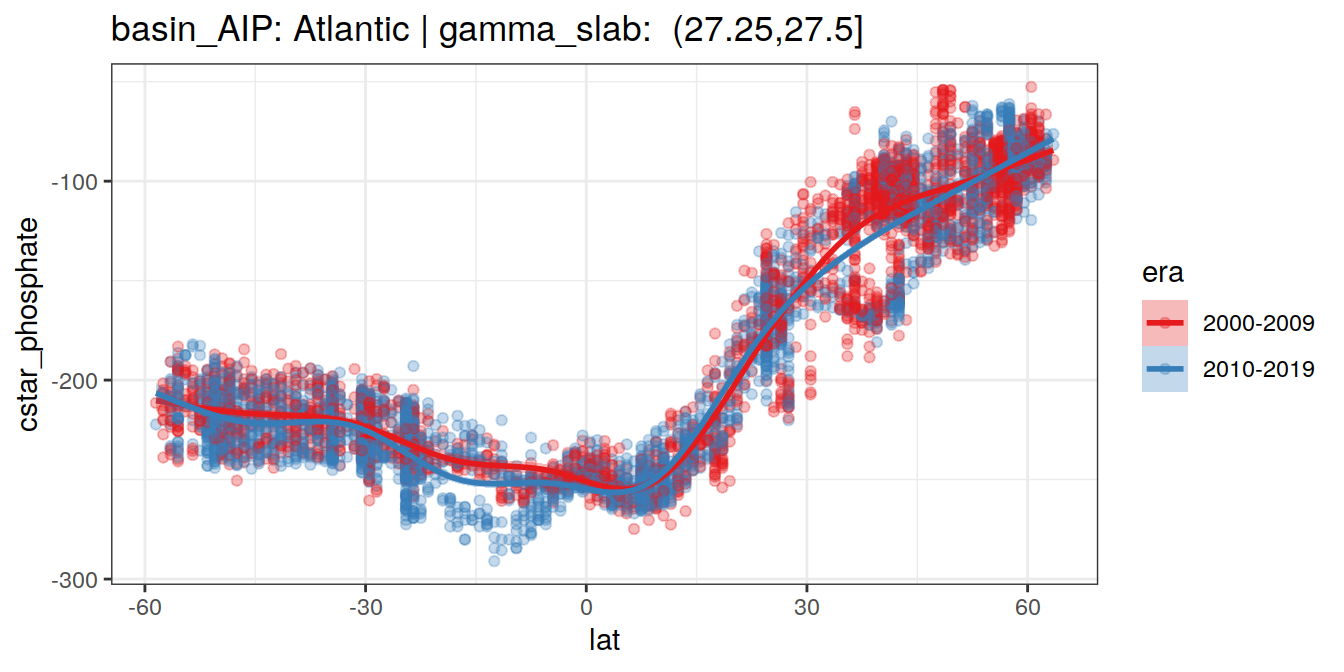 basin_AIP: Atlantic | gamma_slab:  (27.25,27.5]
cstar_phosphate
-100
-200
-300
-60
-30
0
30
60
lat
era
2000-2009
2010-2019